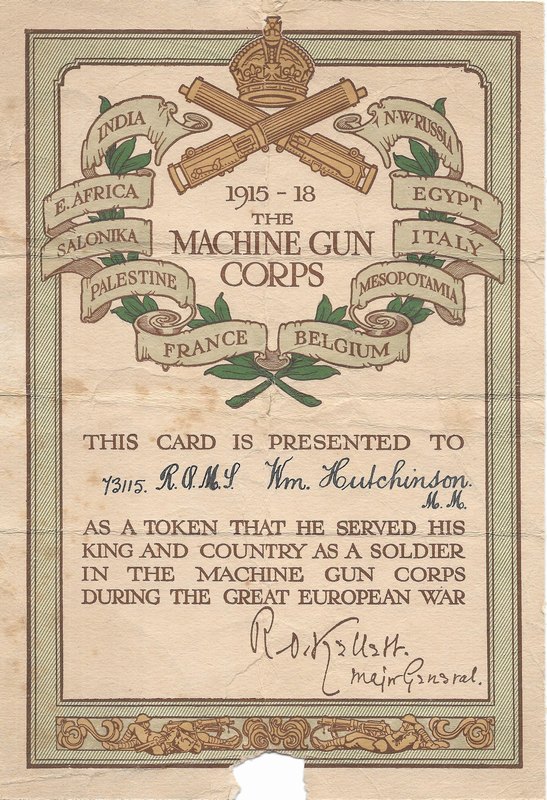 INDIA
E. AFRICA
SALONIKA
PALESTINE
FRANCE
N·W·RUSSIA
EGYPT
ITALY
MESOPOTAMIA
BELGIUM
1915 - 18
THE
MACHINE GUN
CORPS
THIS CARD IS PRESENTED TO
73115. R.Q.M.S. Wm. Hutchinson.
M.M.
AS A TOKEN THAT HE SERVED HIS
KING AND COUNTRY AS A SOLDIER
IN THE MACHINE GUN CORPS
DURING THE GREAT EUROPEAN WAR
R.O. Kellett.
Major General.